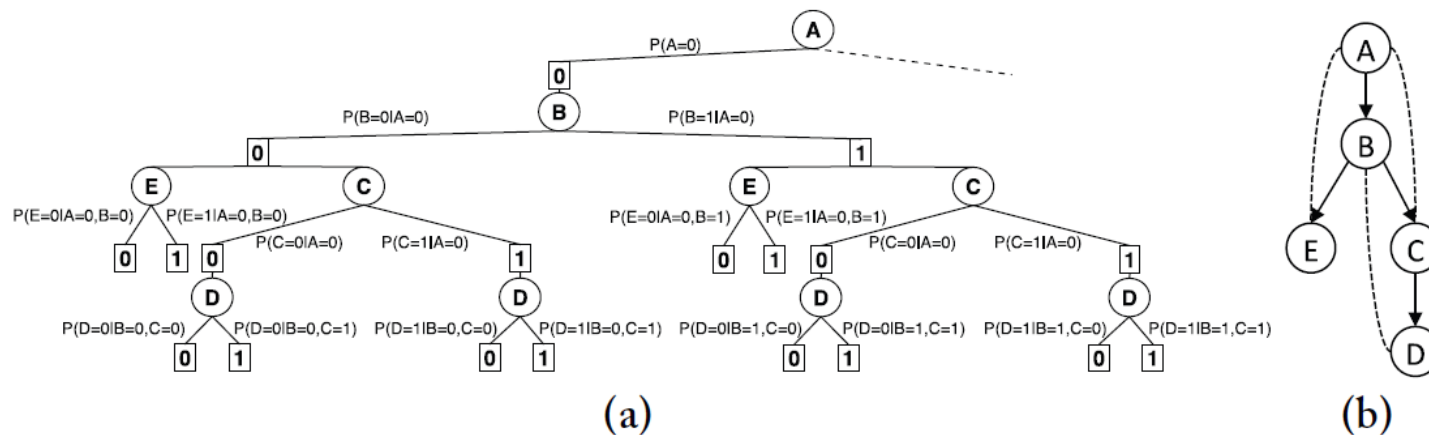 A
P(A=0)
0
B
P(B=0|A=0) P(B=1|A=0)
0 1
E C E C
P(E=0|A=0,B=0) P(E=1|A=0,B=0) P(E=0|A=0,B=1) P(E=1|A=0,B=1)
P(C=0|A=0) P(C=1|A=0) P(C=0|A=0) P(C=1|A=0)
0 1 0 1 0 1 0 1
D D D D
P(D=0|B=0,C=0) P(D=0|B=0,C=1) P(D=1|B=0,C=0) P(D=1|B=0,C=1) P(D=0|B=1,C=0) P(D=0|B=1,C=1) P(D=1|B=1,C=0) P(D=1|B=1,C=1)
0 1 0 1 0 1 0 1
(a)
A
B
E C
D
(b)